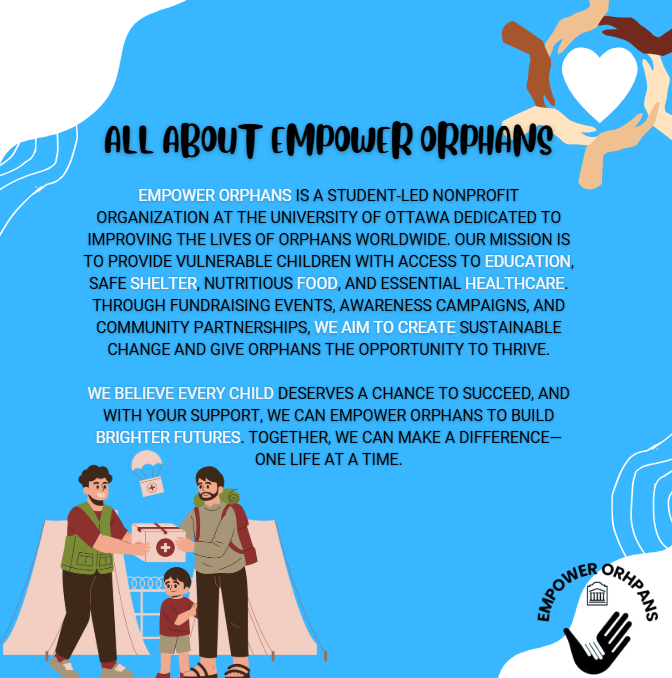 ALL ABOUT EMPOWER ORPHANS
EMPOWER ORPHANS IS A STUDENT-LED NONPROFIT
ORGANIZATION AT THE UNIVERSITY OF OTTAWA DEDICATED TO
IMPROVING THE LIVES OF ORPHANS WORLDWIDE. OUR MISSION IS
TO PROVIDE VULNERABLE CHILDREN WITH ACCESS TO EDUCATION,
SAFE SHELTER, NUTRITIOUS FOOD, AND ESSENTIAL HEALTHCARE.
THROUGH FUNDRAISING EVENTS, AWARENESS CAMPAIGNS, AND
COMMUNITY PARTNERSHIPS, WE AIM TO CREATE SUSTAINABLE
CHANGE AND GIVE ORPHANS THE OPPORTUNITY TO THRIVE.
WE BELIEVE EVERY CHILD DESERVES A CHANCE TO SUCCEED, AND
WITH YOUR SUPPORT, WE CAN EMPOWER ORPHANS TO BUILD
BRIGHTER FUTURES. TOGETHER, WE CAN MAKE A DIFFERENCE—
ONE LIFE AT A TIME.
EMPOWER ORHPANS